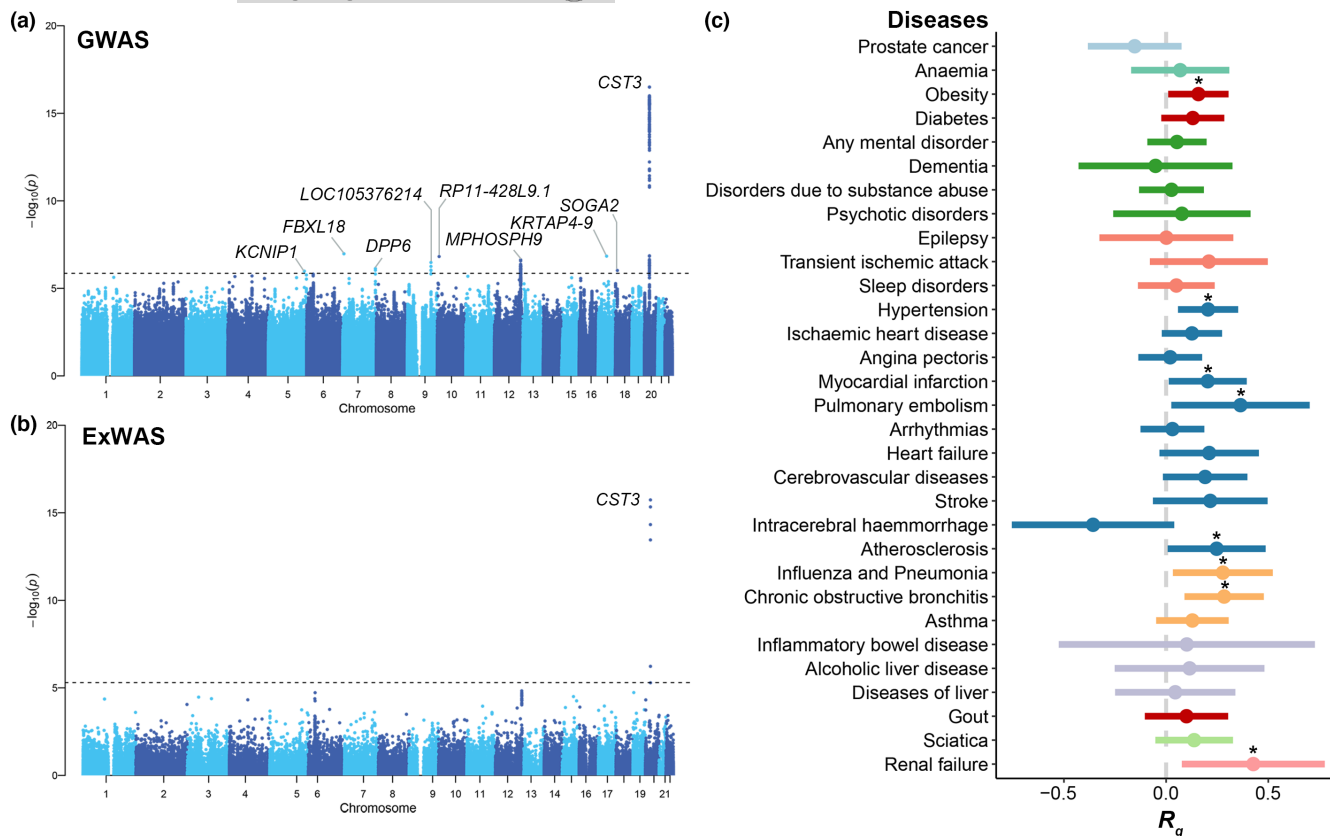 (a)
GWAS
20
15
10
5
0
−log10(p)
CST3
LOC105376214
RP11-428L9.1
SOGA2
KRTAP4-9
FBXL18
DPP6
MPHOSPH9
KCNIP1
1 2 3 4 5 6 7 8 9 10 11 12 13 15 16 18 20
Chromosome
(b)
ExWAS
20
15
10
5
0
−log10(p)
CST3
1 2 3 4 5 6 7 8 9 10 11 12 13 14 16 17 19 21
Chromosome
(c)
Diseases
Prostate cancer
Anaemia
*
Obesity
Diabetes
Any mental disorder
Dementia
Disorders due to substance abuse
Psychotic disorders
Epilepsy
Transient ischemic attack
Sleep disorders
*
Hypertension
Ischaemic heart disease
Angina pectoris
*
Myocardial infarction
*
Pulmonary embolism
Arrhythmias
Heart failure
Cerebrovascular diseases
Stroke
Intracerebral haemmorrhage
*
Atherosclerosis
*
Influenza and Pneumonia
*
Chronic obstructive bronchitis
Asthma
Inflammatory bowel disease
Alcoholic liver disease
Diseases of liver
Gout
Sciatica
*
Renal failure
−0.5 0.0 0.5
Rg